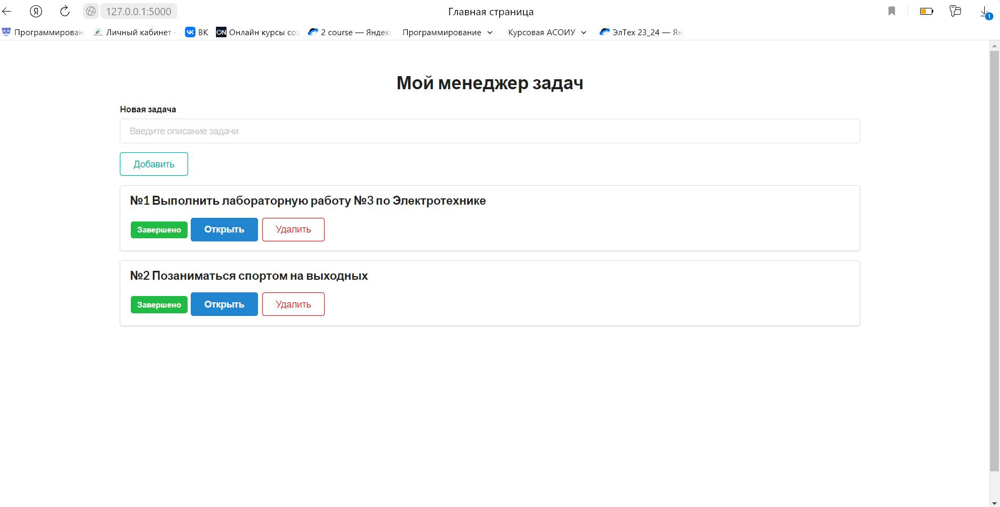 Я 127.0.0.1:5000 Главная страница 1
Программирован Личный кабинет - ВК Онлайн курсы соз 2 course — Яндекс Программирование Курсовая АСОИУ ЭлТех 23_24 — Ян
Мой менеджер задач
Новая задача
Введите описание задачи
Добавить
№1 Выполнить лабораторную работу №3 по Электротехнике
Завершено Открыть Удалить
№2 Позаниматься спортом на выходных
Завершено Открыть Удалить